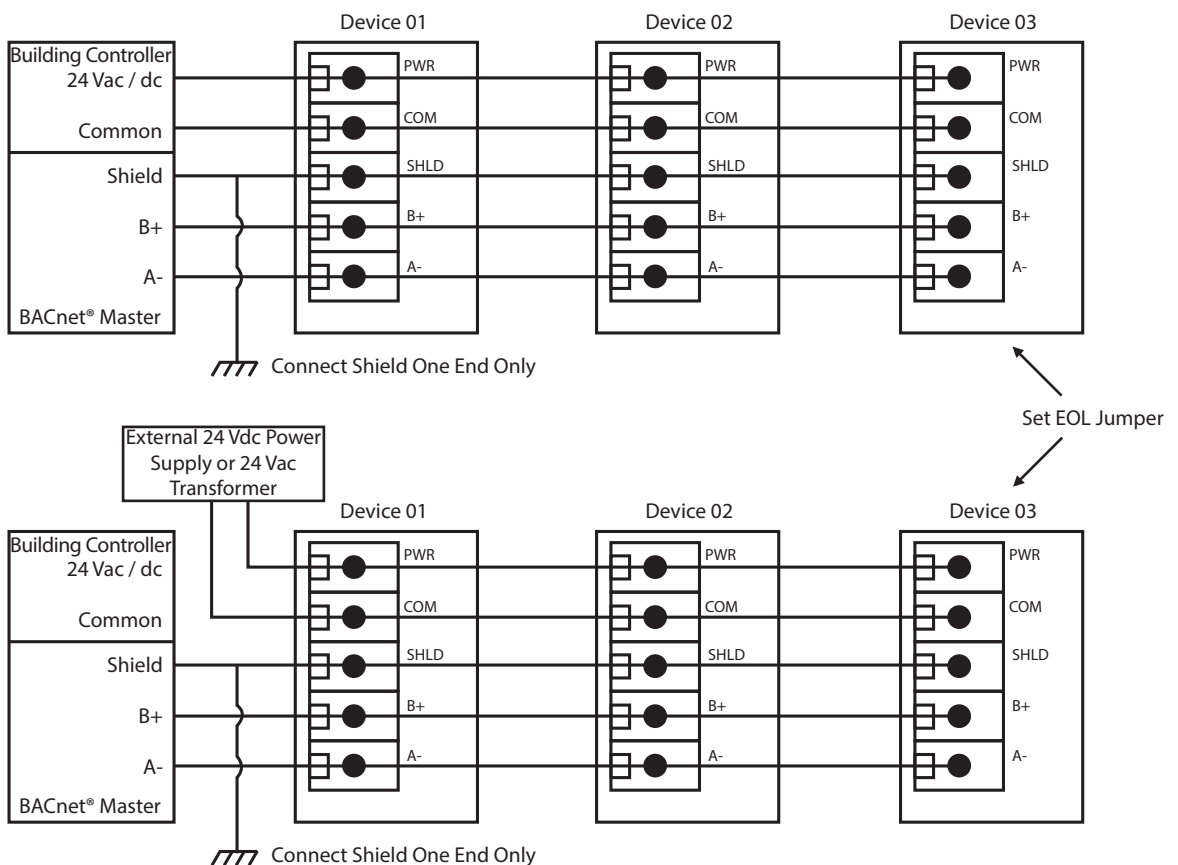 Device 01
Device 02
Device 03
Building Controller
24 Vac / dc
Common
Shield
B+
A-
BACnet® Master
PWR
COM
SHLD
B+
A-
PWR
COM
SHLD
B+
A-
PWR
COM
SHLD
B+
A-
Connect Shield One End Only
Set EOL Jumper
External 24 Vdc Power
Supply or 24 Vac
Transformer
Device 01
Device 02
Device 03
Building Controller
24 Vac / dc
Common
Shield
B+
A-
BACnet® Master
PWR
COM
SHLD
B+
A-
PWR
COM
SHLD
B+
A-
PWR
COM
SHLD
B+
A-
Connect Shield One End Only